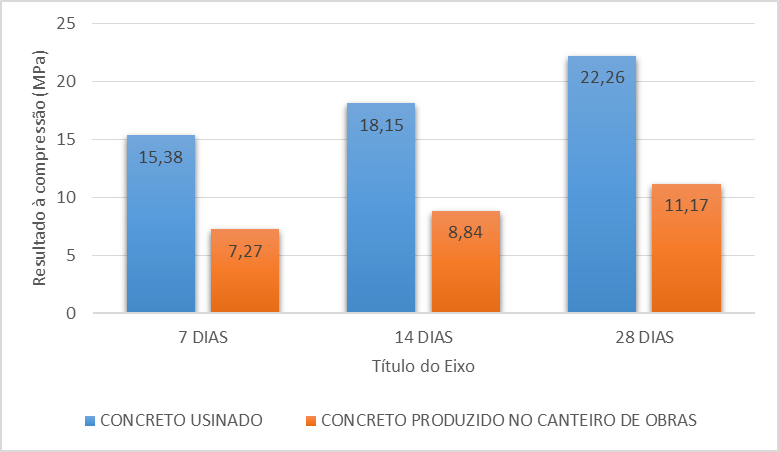 25
20
15
10
5
0
Resultado à compressão (MPa)
15,38
7,27
18,15
8,84
22,26
11,17
7 DIAS
14 DIAS
28 DIAS
Título do Eixo
CONCRETO USINADO
CONCRETO PRODUZIDO NO CANTEIRO DE OBRAS